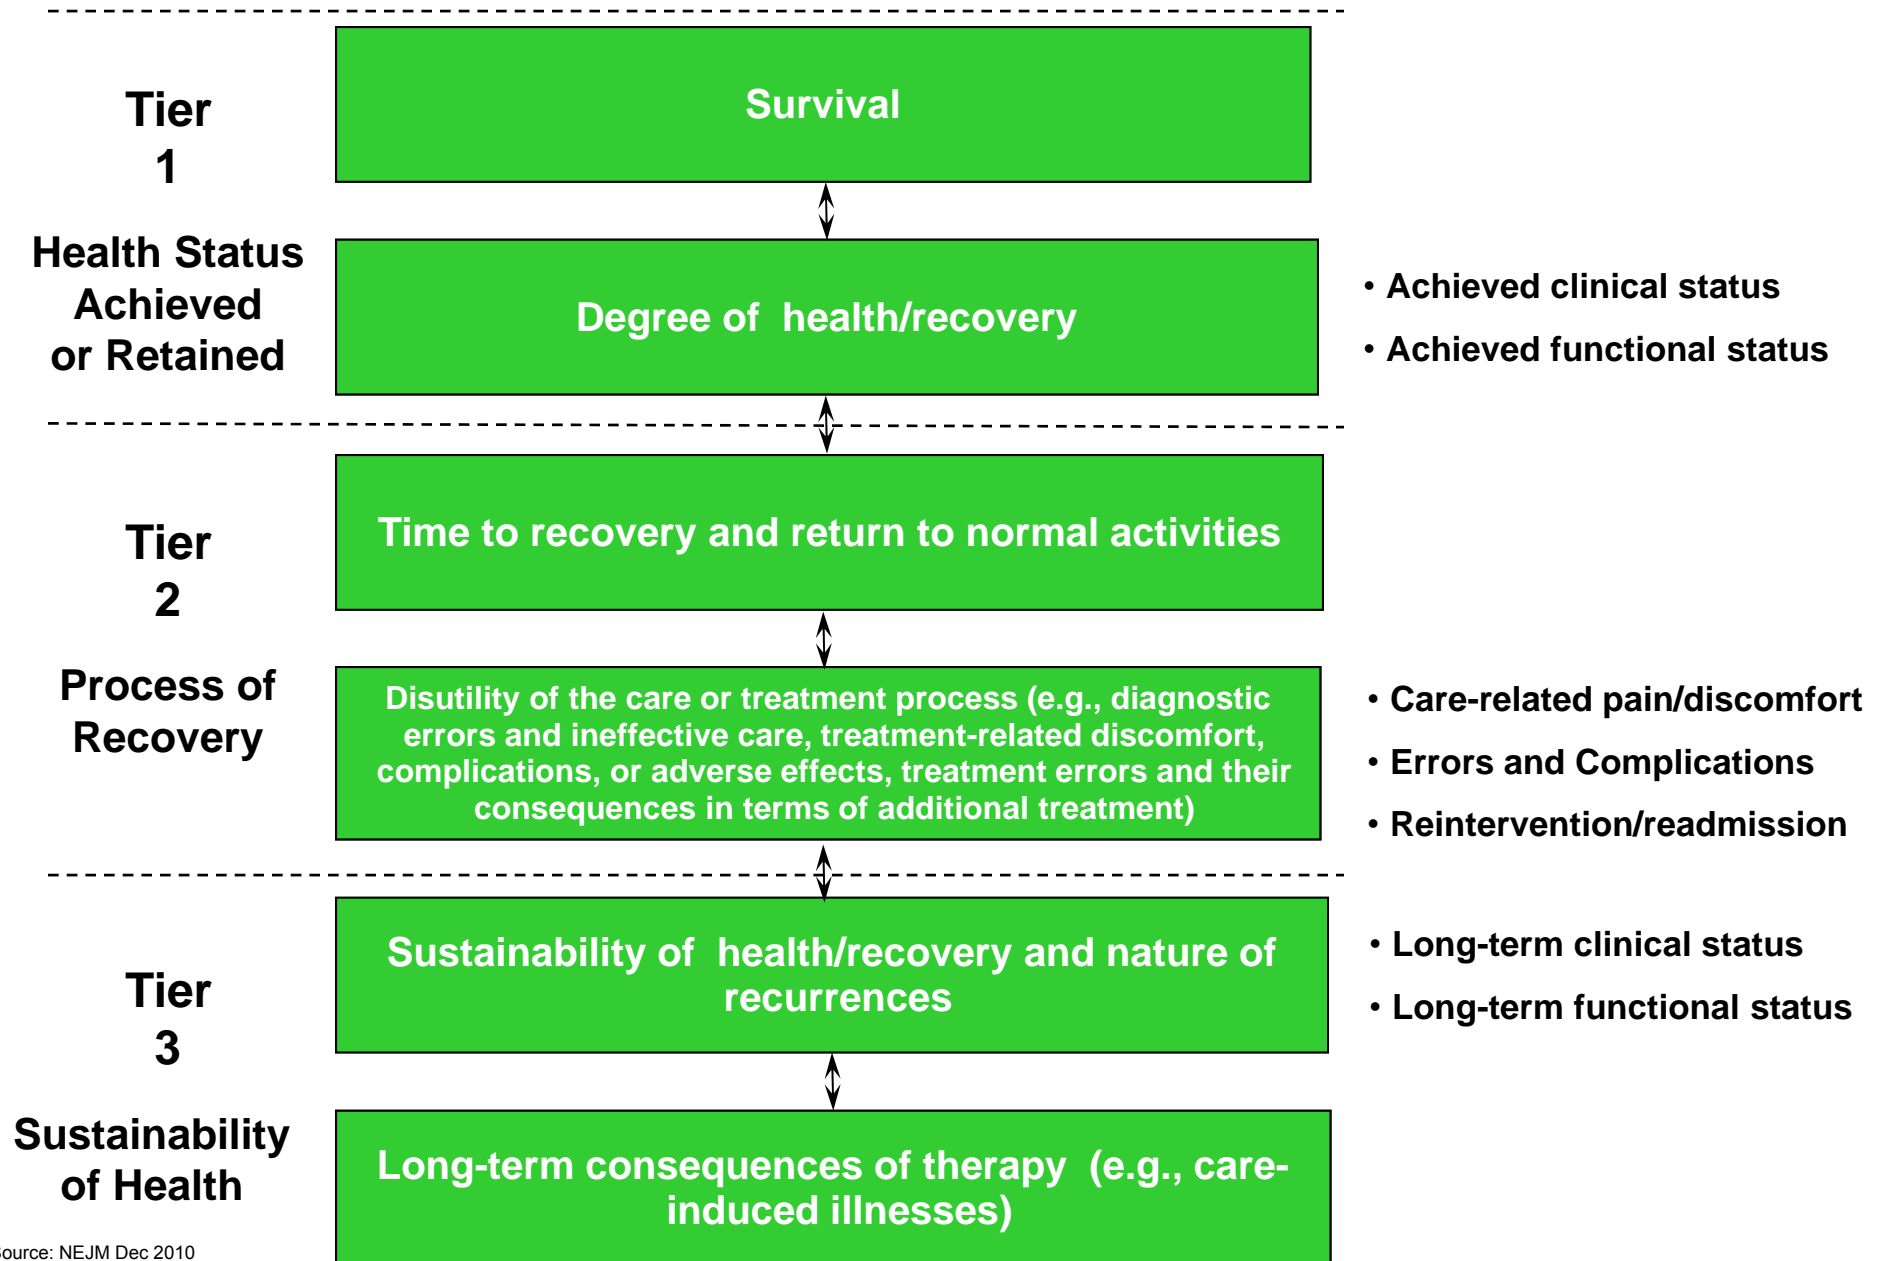 Tier
1
Survival
Health Status
Achieved
or Retained
Degree of  health/recovery
• Achieved clinical status
• Achieved functional status
Tier
2
Time to recovery and return to normal activities
Process of
Recovery
Disutility of the care or treatment process (e.g., diagnostic
errors and ineffective care, treatment-related discomfort,
complications, or adverse effects, treatment errors and their
consequences in terms of additional treatment)
• Care-related pain/discomfort
• Errors and Complications
• Reintervention/readmission
Tier
3
Sustainability of  health/recovery and nature of
recurrences
• Long-term clinical status
• Long-term functional status
Sustainability
of Health
Long-term consequences of therapy  (e.g., care-
induced illnesses)
Source: NEJM Dec 2010